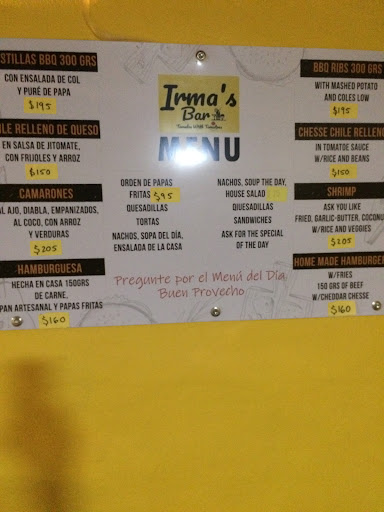 STILLAS BBQ 300 GRS
CON ENSALADA DE COL
Y PURÉ DE PAPA
$195
ILE RELLENO DE QUESO
EN SALSA DE JITOMATE,
CON FRIJOLES Y ARROZ
$150
CAMARONES
AL AJO, DIABLA, EMPANIZADOS,
AL COCO, CON ARROZ
Y VERDURAS
$205
HAMBURGUESA
HECHA EN CASA 150GRS
DE CARNE,
PAN ARTESANAL Y PAPAS FRITAS
$160
Irma's
Bar
MENU
ORDEN DE PAPAS
FRITAS $95
QUESADILLAS
TORTAS
NACHOS, SOPA DEL DÍA,
ENSALADA DE LA CASA
NACHOS, SOUP THE DAY,
HOUSE SALAD
QIUESADILLAS
SANDWICHES
ASK FOR THE SPECIAL
OF THE DAY
Pregunte por el Menú del Día
Buen Provecho
BBQ RIBS 300 GR
WITH MASHED POTATO
AND COLES LOW
$195
CHESSE CHILE RELLENO
IN TOMATOE SAUCE
W/RICE AND BEANS
$150
SHRIMP
ASK YOU LIKE
FRIED, GARLIC-BUTTER, COCONU
W/RICE AND VEGGIES
$205
HOME MADE HAMBURGER
W/FRIES
150 GRS OF BEEF
W/CHEDDAR CHESSE
$160